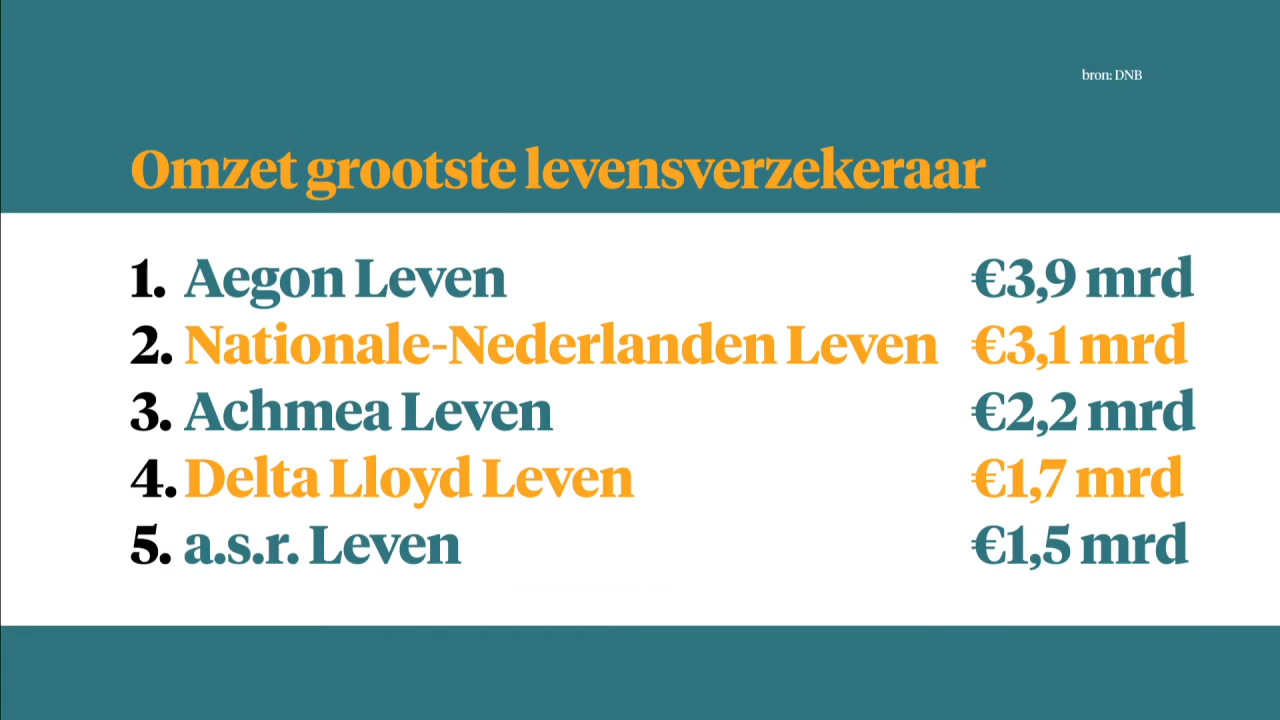 bron: DNB
Omzet grootste levensverzekeraar
1. Aegon Leven €3,9 mrd
2. Nationale-Nederlanden Leven €3,1 mrd
3. Achmea Leven €2,2 mrd
4. Delta Lloyd Leven €1,7 mrd
5. a.s.r. Leven €1,5 mrd